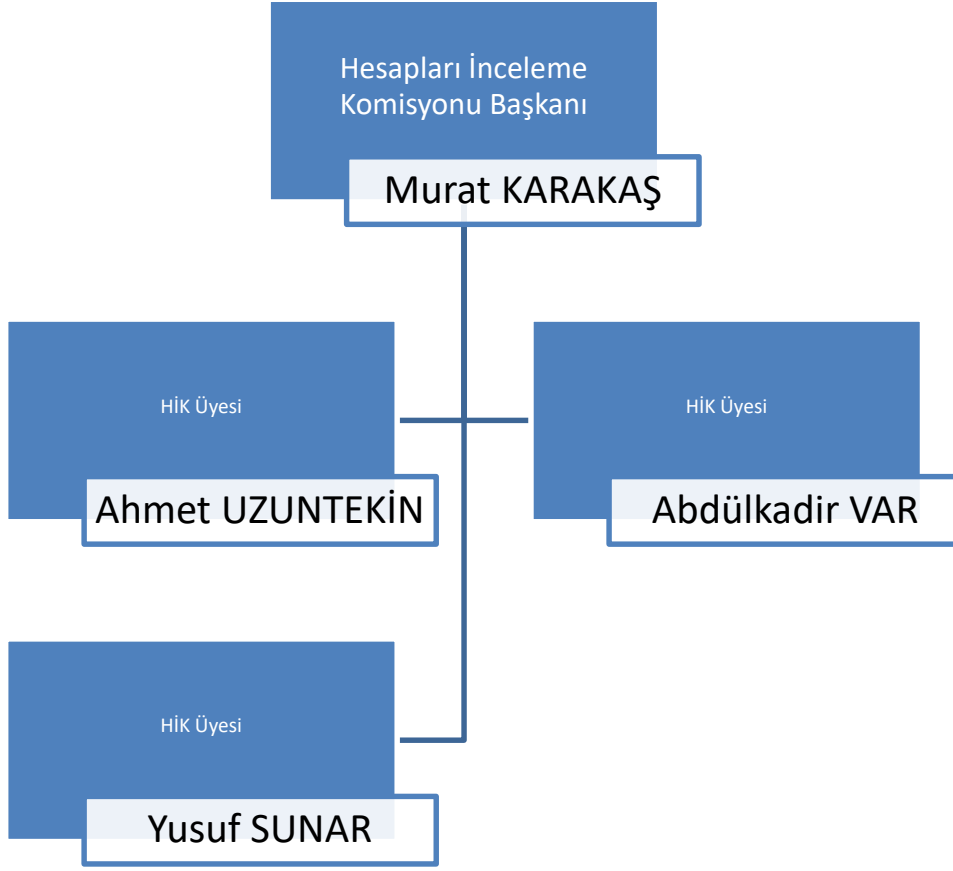 Hesapları İnceleme
Komisyonu Başkanı
Murat KARAKAŞ
HİK Üyesi
Ahmet UZUNTEKİN
HİK Üyesi
Abdülkadir VAR
HİK Üyesi
Yusuf SUNAR